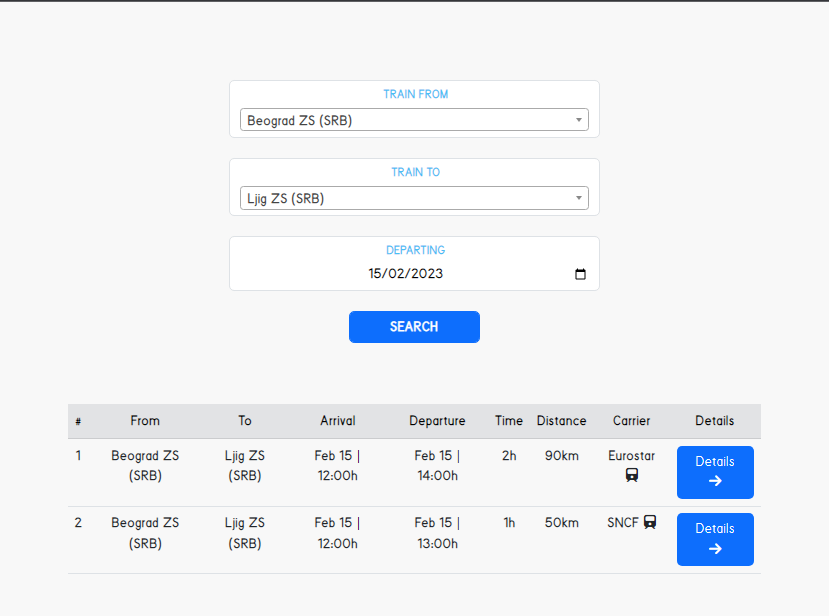 TRAIN FROM
Beograd ZS (SRB)
TRAIN TO
Ljig ZS (SRB)
DEPARTING
15/02/2023
SEARCH
# From To Arrival Departure Time Distance Carrier Details
1 Beograd ZS Ljig ZS Feb 15 | Feb 15 | 2h 90km Eurostar Details
(SRB) (SRB) 12:00h 14:00h
2 Beograd ZS Ljig ZS Feb 15 | Feb 15 | 1h 50km SNCF Details
(SRB) (SRB) 12:00h 13:00h